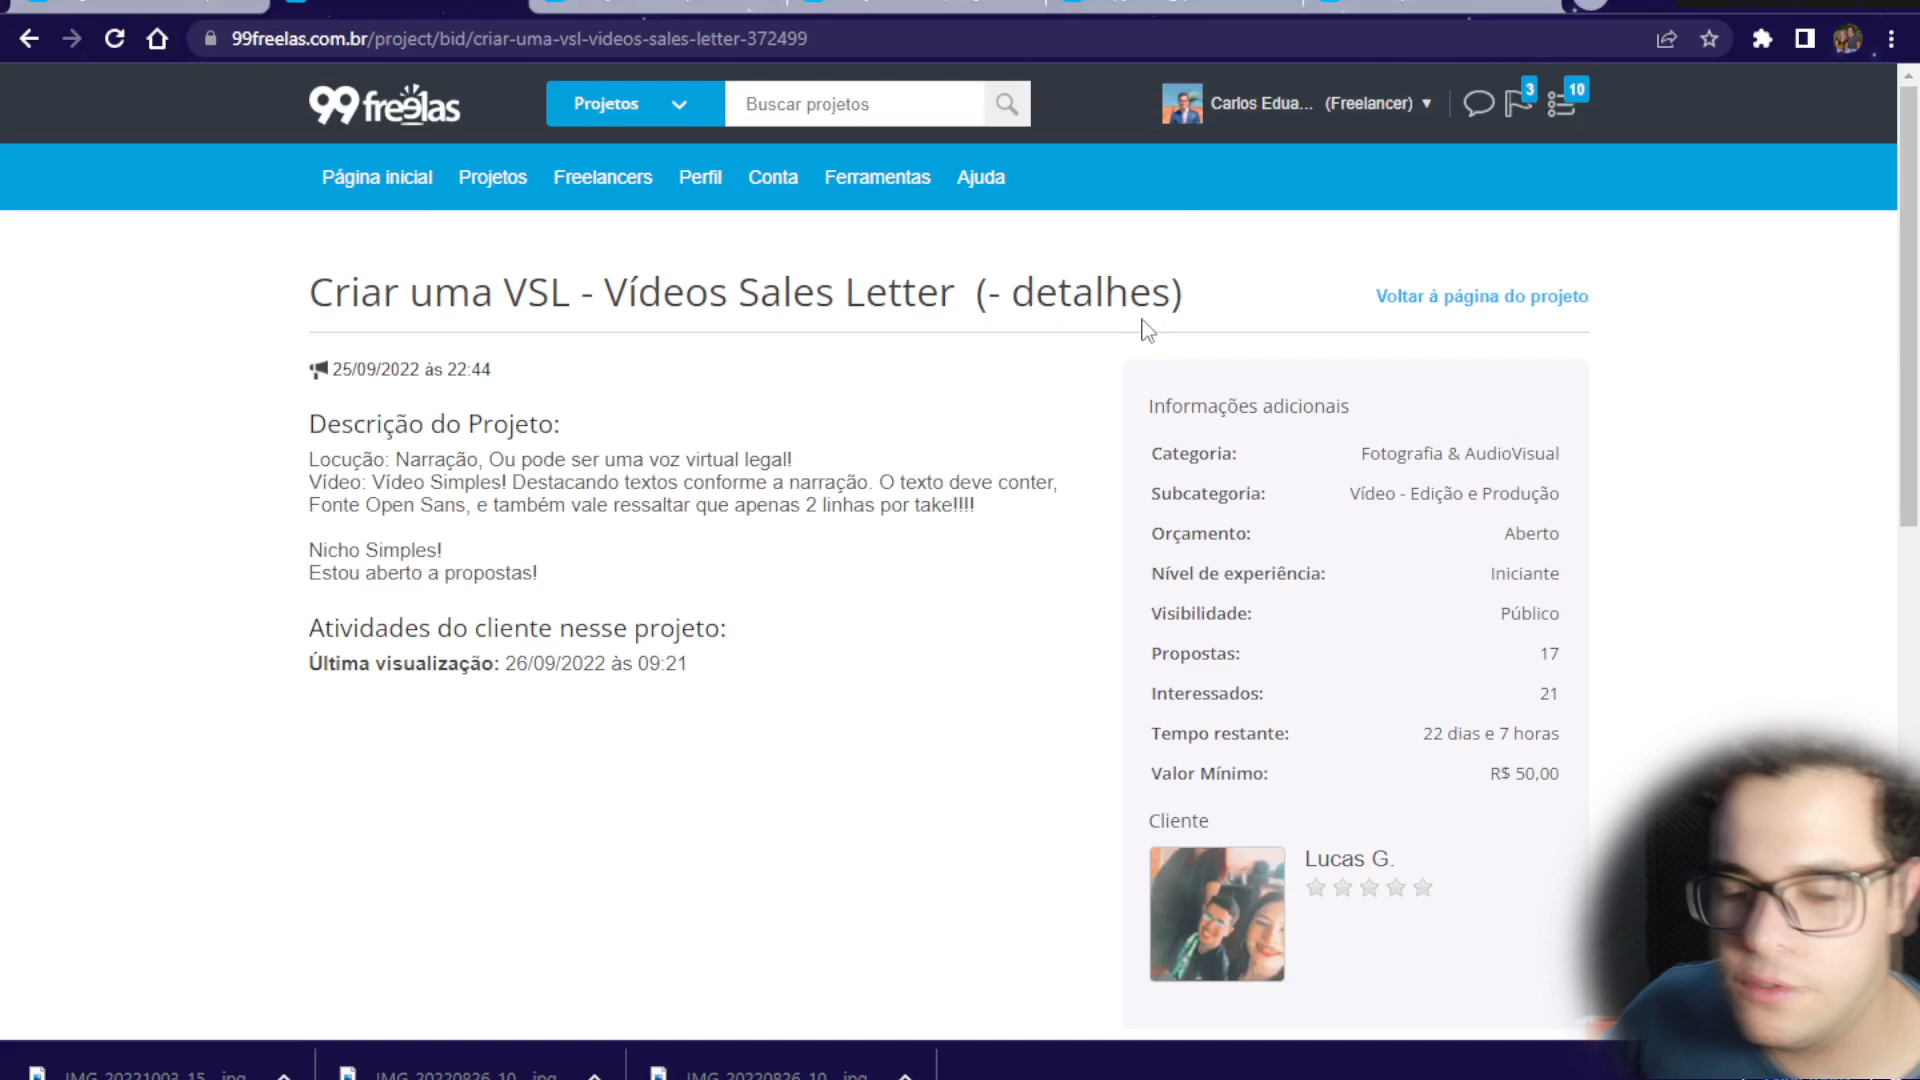 99freelas.com.br/project/bid/criar-uma-vsl-videos-sales-letter-372499
99freelas
Projetos
Buscar projetos
Carlos Edua... (Freelancer)
3
10
Página inicial
Projetos
Freelancers
Perfil
Conta
Ferramentas
Ajuda
Criar uma VSL - Vídeos Sales Letter (- detalhes)
Voltar à página do projeto
25/09/2022 às 22:44
Descrição do Projeto:
Locução: Narração, Ou pode ser uma voz virtual legal!
Vídeo: Vídeo Simples! Destacando textos conforme a narração. O texto deve conter,
Fonte Open Sans, e também vale ressaltar que apenas 2 linhas por take!!!!
Nicho Simples!
Estou aberto a propostas!
Atividades do cliente nesse projeto:
Última visualização: 26/09/2022 às 09:21
Informações adicionais
Categoria: Fotografia & AudioVisual
Subcategoria: Vídeo - Edição e Produção
Orçamento: Aberto
Nível de experiência: Iniciante
Visibilidade: Público
Propostas: 17
Interessados: 21
Tempo restante: 22 dias e 7 horas
Valor Mínimo: R$ 50,00
Cliente
Lucas G.
IMG_20221003_15....jpg
IMG_20220826_10....jpg
IMG_20220826_10....jpg